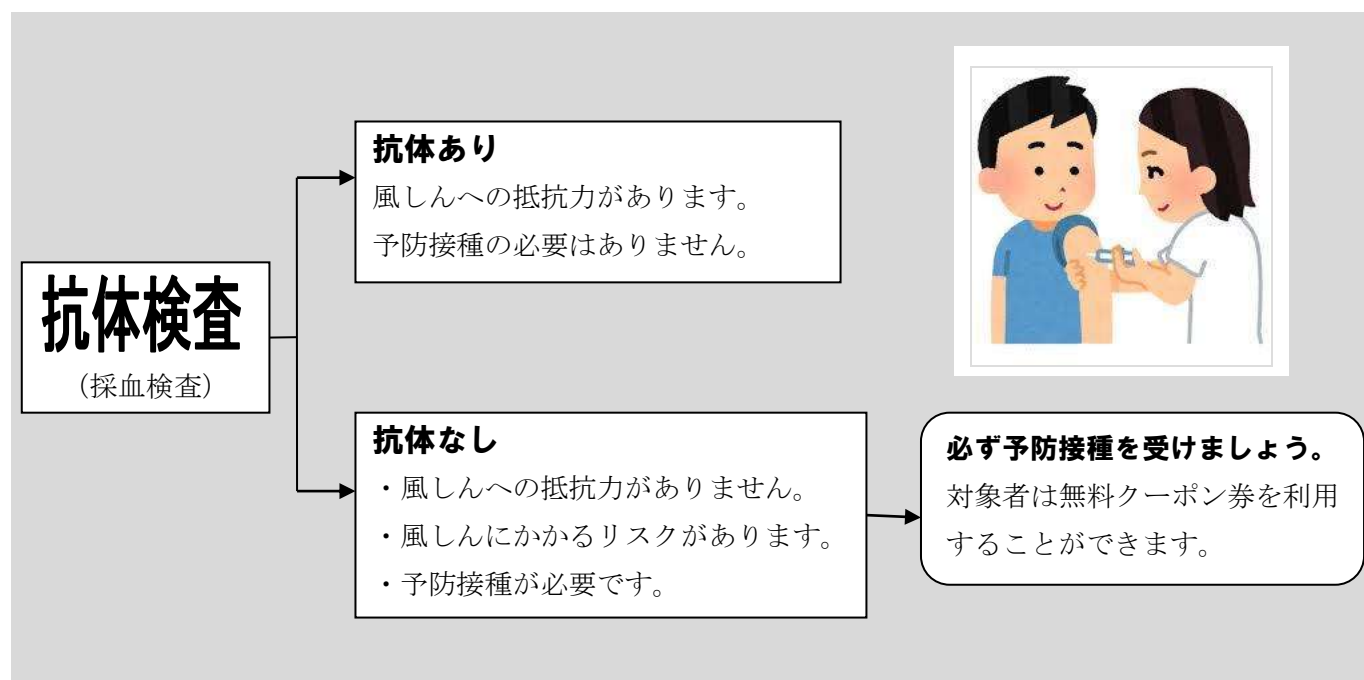 抗体検査
(採血検査)
抗体あり
風しんへの抵抗力があります。
予防接種の必要はありません。
抗体なし
・風しんへの抵抗力がありません。
・風しんにかかるリスクがあります。
・予防接種が必要です。
必ず予防接種を受けましょう。
対象者は無料クーポン券を利用
することができます。